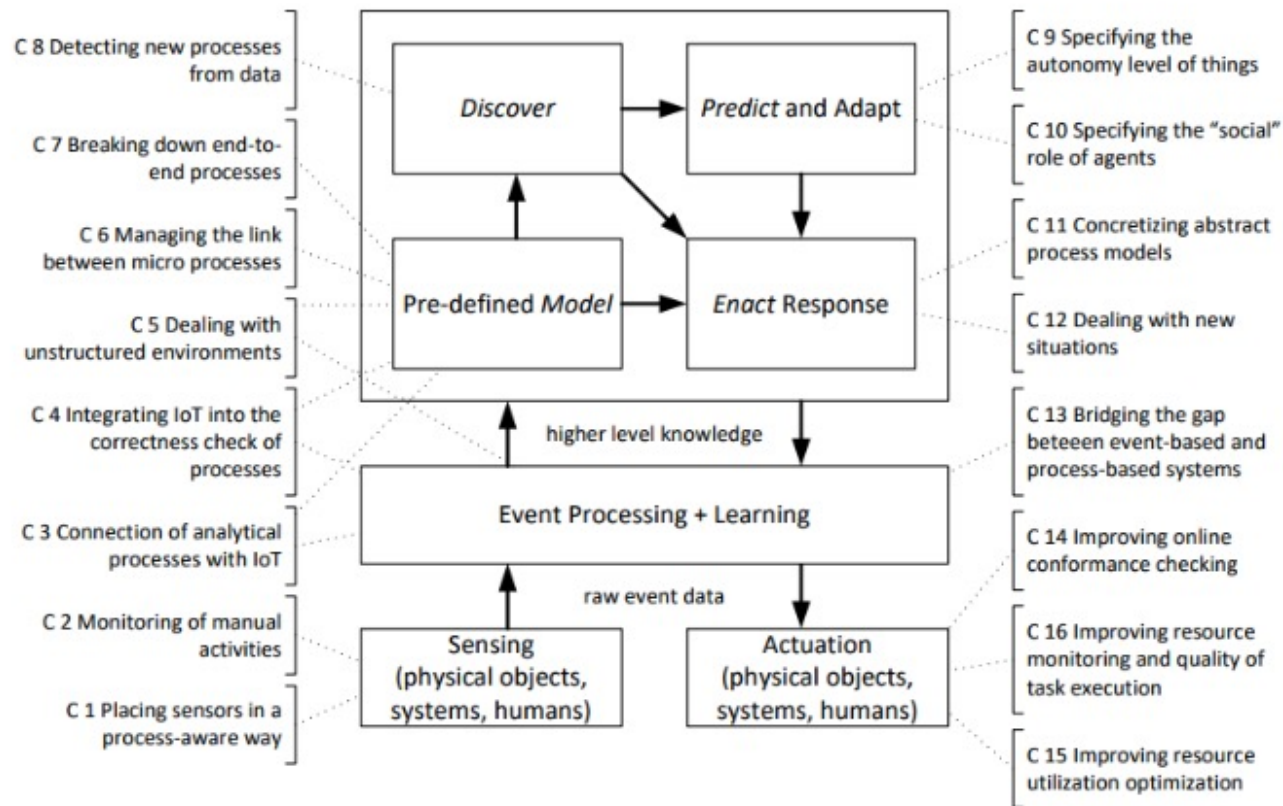 C 8 Detecting new processes
from data
C 7 Breaking down end-to-
end processes
C 6 Managing the link
between micro processes
C 5 Dealing with
unstructured environments
C 4 Integrating IoT into the
correctness check of
processes
C 3 Connection of analytical
processes with IoT
C 2 Monitoring of manual
activities
C 1 Placing sensors in a
process-aware way
Discover
Predict and Adapt
Pre-defined Model
Enact Response
higher level knowledge
Event Processing + Learning
raw event data
Sensing
(physical objects,
systems, humans)
Actuation
(physical objects,
systems, humans)
C 9 Specifying the
autonomy level of things
C 10 Specifying the “social”
role of agents
C 11 Concretizing abstract
process models
C 12 Dealing with new
situations
C 13 Bridging the gap
beteeen event-based and
process-based systems
C 14 Improving online
conformance checking
C 16 Improving resource
monitoring and quality of
task execution
C 15 Improving resource
utilization optimization